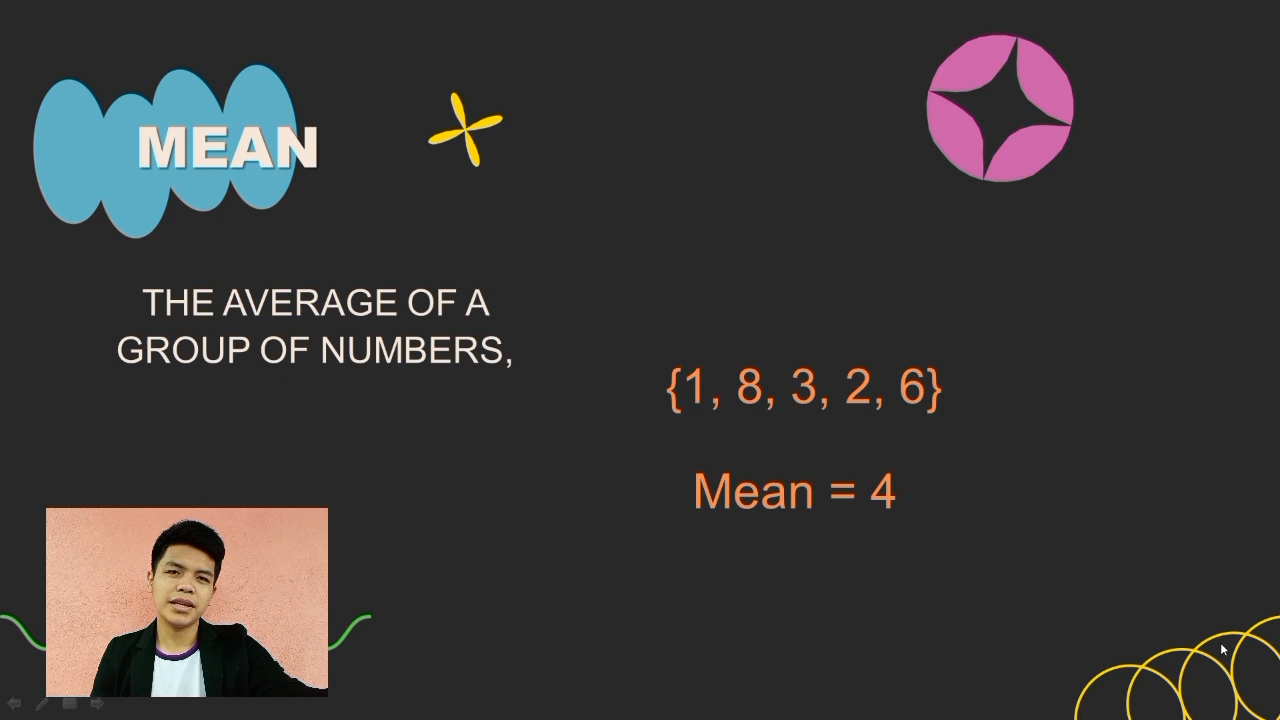 MEAN
THE AVERAGE OF A
GROUP OF NUMBERS,
{1, 8, 3, 2, 6}
Mean = 4